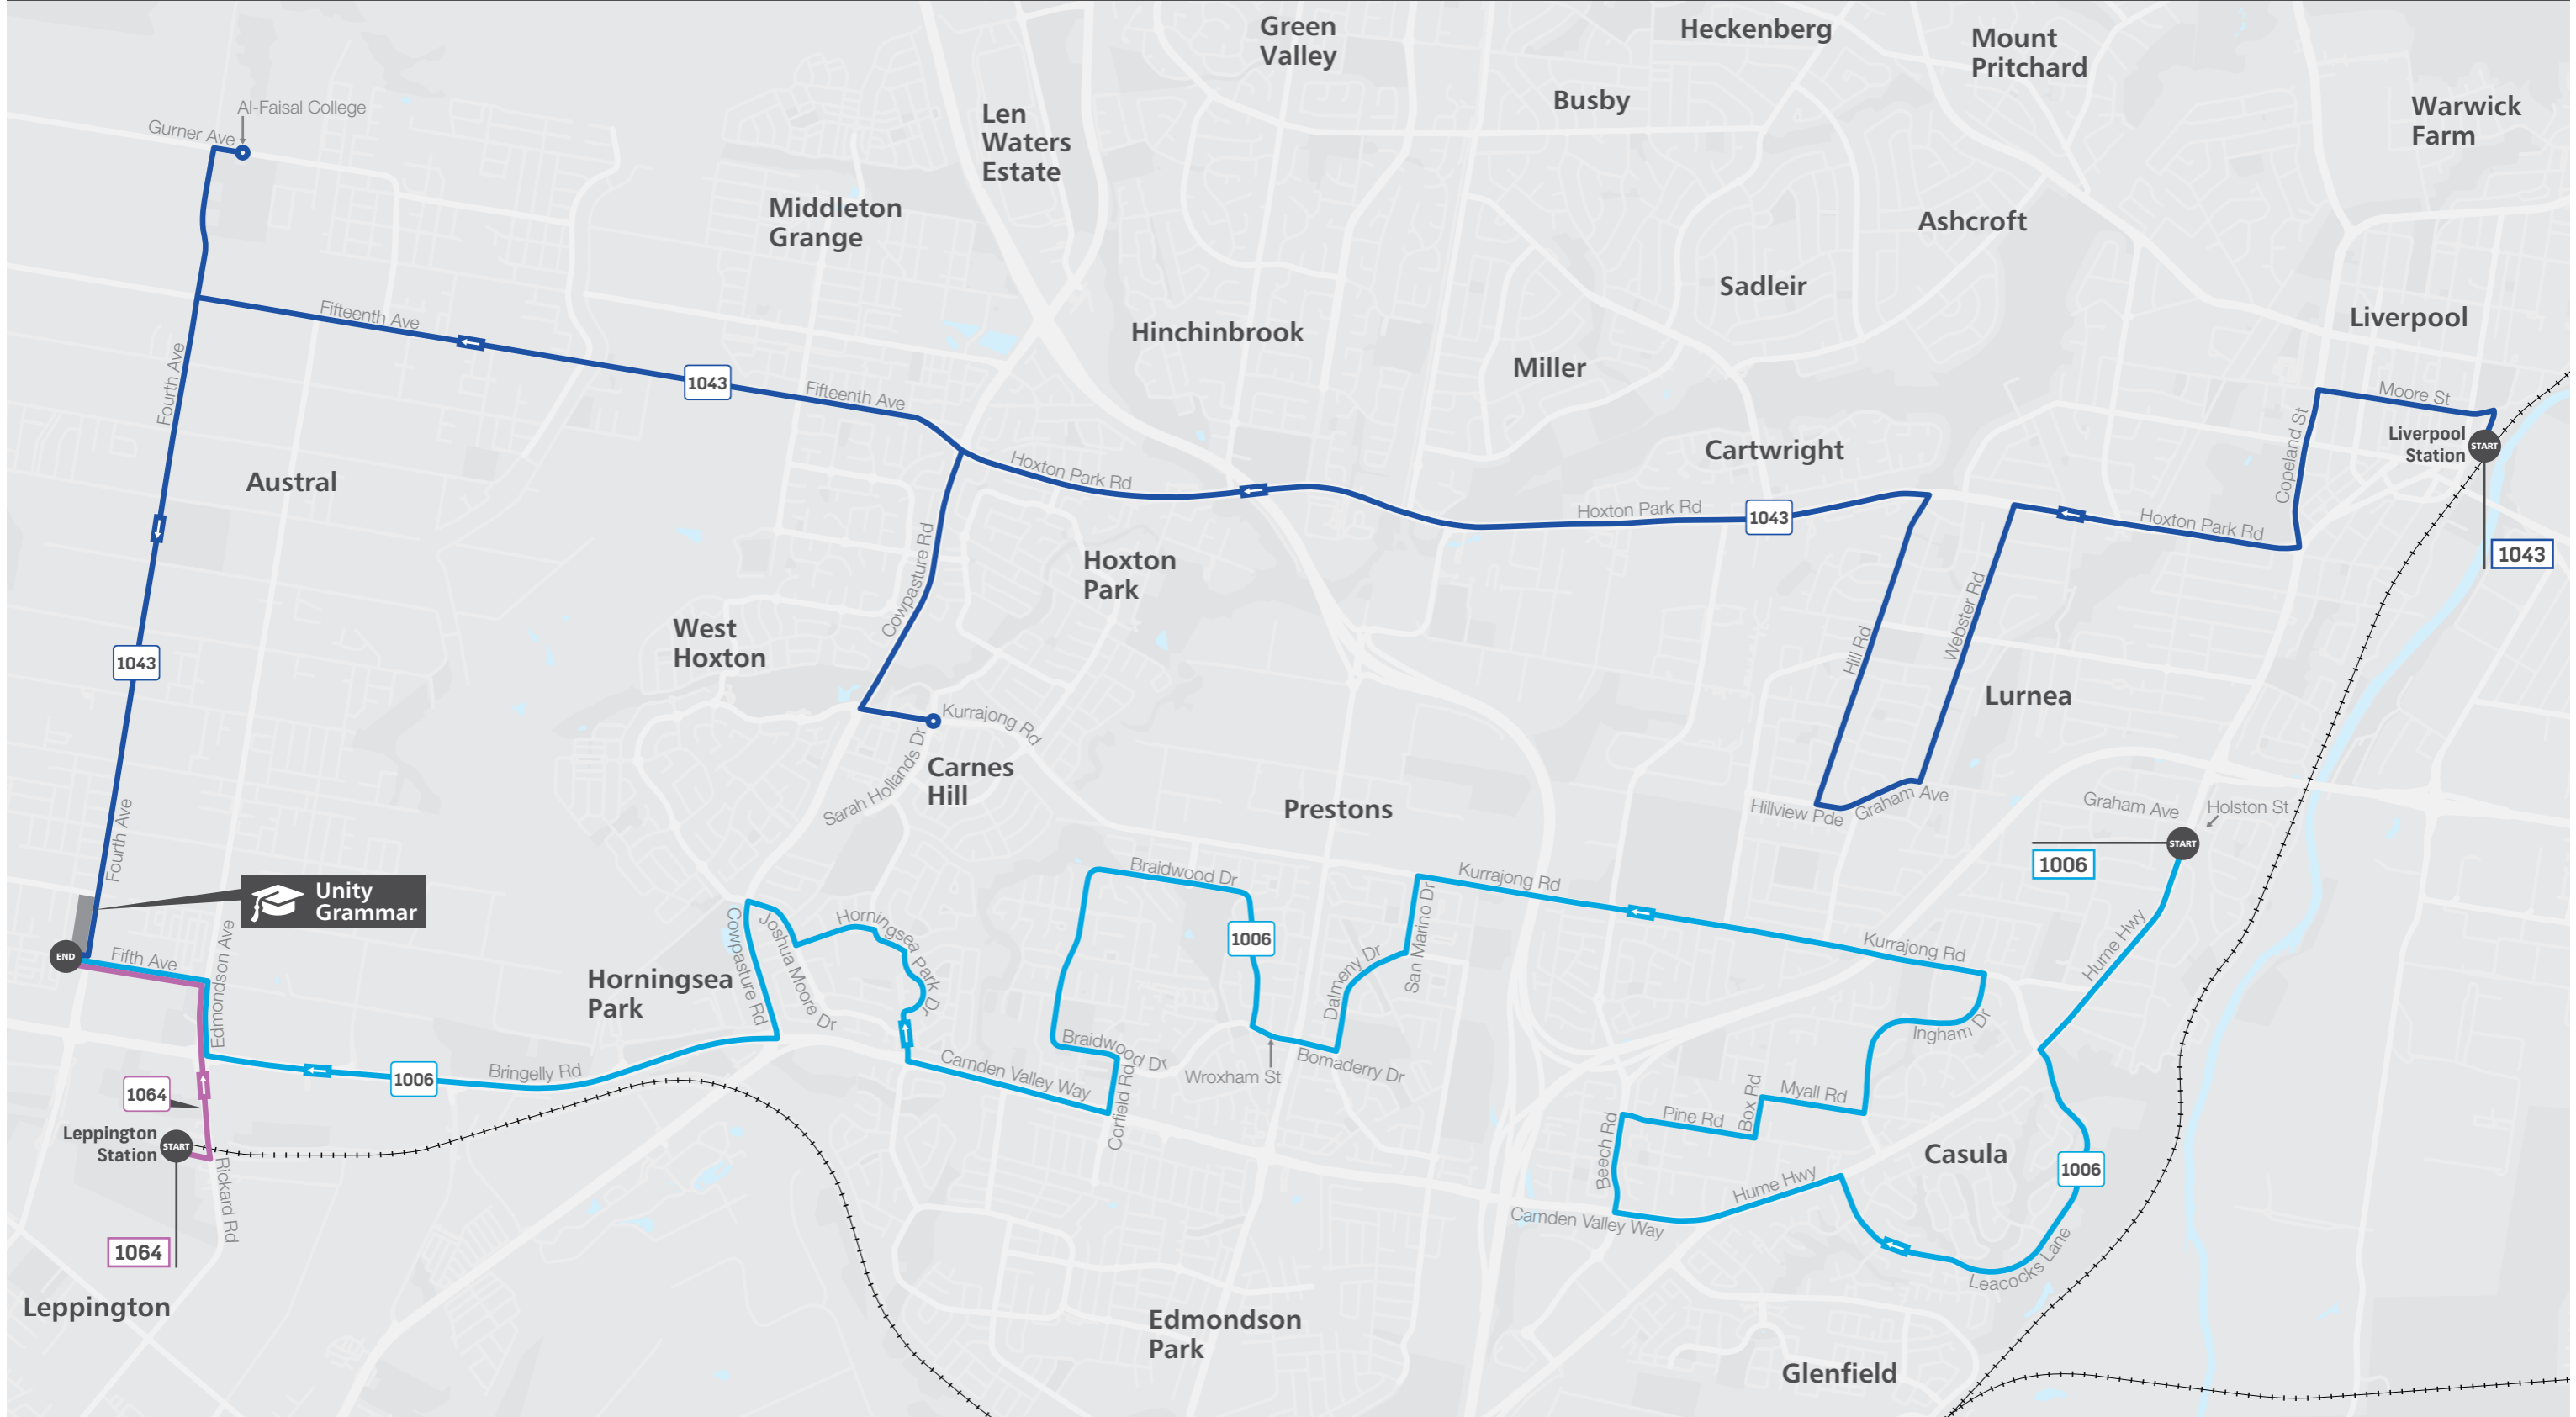 Green
Valley
Heckenberg
Mount
Pritchard
Busby
Warwick
Farm
Len
Waters
Estate
Al-Faisal College
Gurner Ave
Middleton
Grange
Ashcroft
Sadleir
Liverpool
Hinchinbrook
Miller
Fifteenth Ave
Fourth Ave
1043
Fifteenth Ave
Moore St
Copeland St
Liverpool
Station
START
1043
Cartwright
Hoxton Park Rd
Hoxton Park Rd
1043
Hoxton Park Rd
Austral
Cowpasture Rd
Hoxton
Park
West
Hoxton
1043
Hill Rd
Webster Rd
Lurnea
Kurrajong Rd
Sarah Hollands Dr
Carnes
Hill
Prestons
Hillview Pde
Graham Ave
Graham Ave
Holston St
START
1006
Fourth Ave
Unity
Grammar
END
Fifth Ave
Edmondson Ave
Horningsea
Park
Cowpasture Rd
Joshua Moore Dr
Horningsea Park Dr
Braidwood Dr
1006
Kurrajong Rd
San Marino Dr
Dalmeny Dr
Kurrajong Rd
Hume Hwy
Ingham Dr
Braidwood Dr
Wroxham St
Bomaderry Dr
Camden Valley Way
Corfield Rd
Bringelly Rd
1006
1064
Leppington
Station
START
Rickard Rd
1064
Myall Rd
Box Rd
Pine Rd
Beech Rd
Casula
1006
Hume Hwy
Camden Valley Way
Leacocks Lane
Leppington
Edmondson
Park
Glenfield